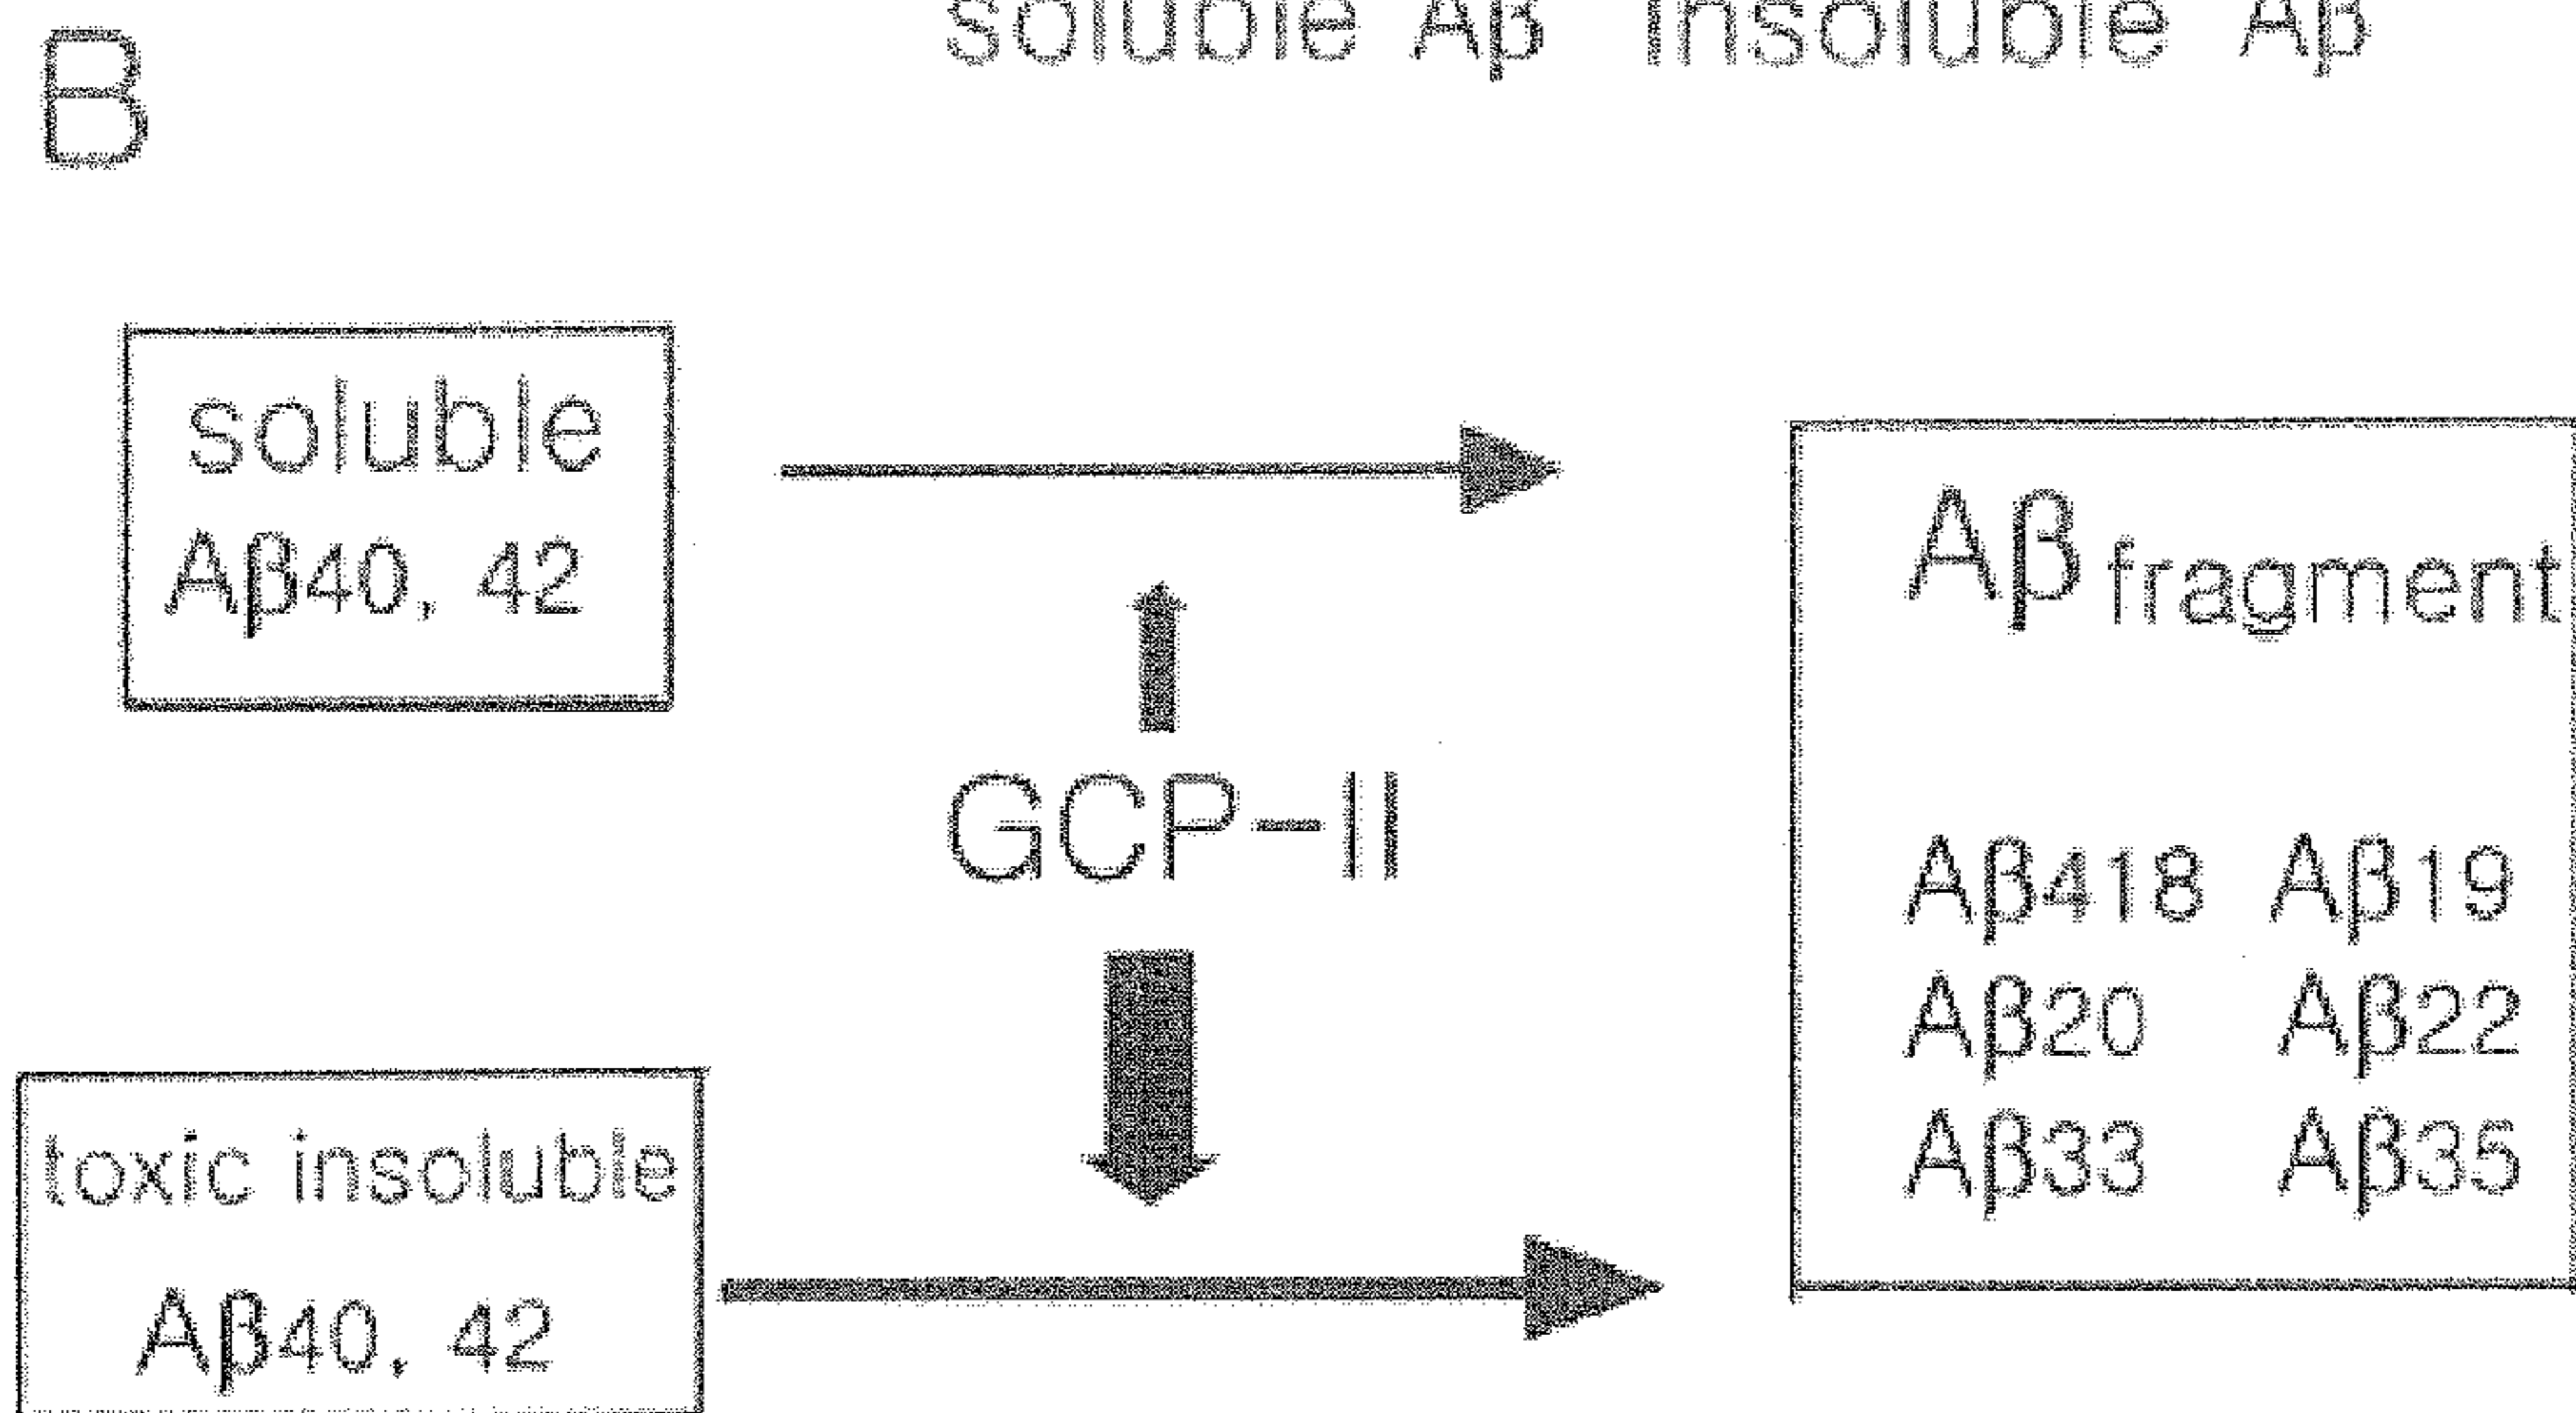 soluble Aβ insoluble Aβ
B
soluble
Aβ40, 42
GCP-II
toxic insoluble
Aβ40, 42
Aβ fragment
Aβ418 Aβ19
Aβ20 Aβ22
Aβ33 Aβ35